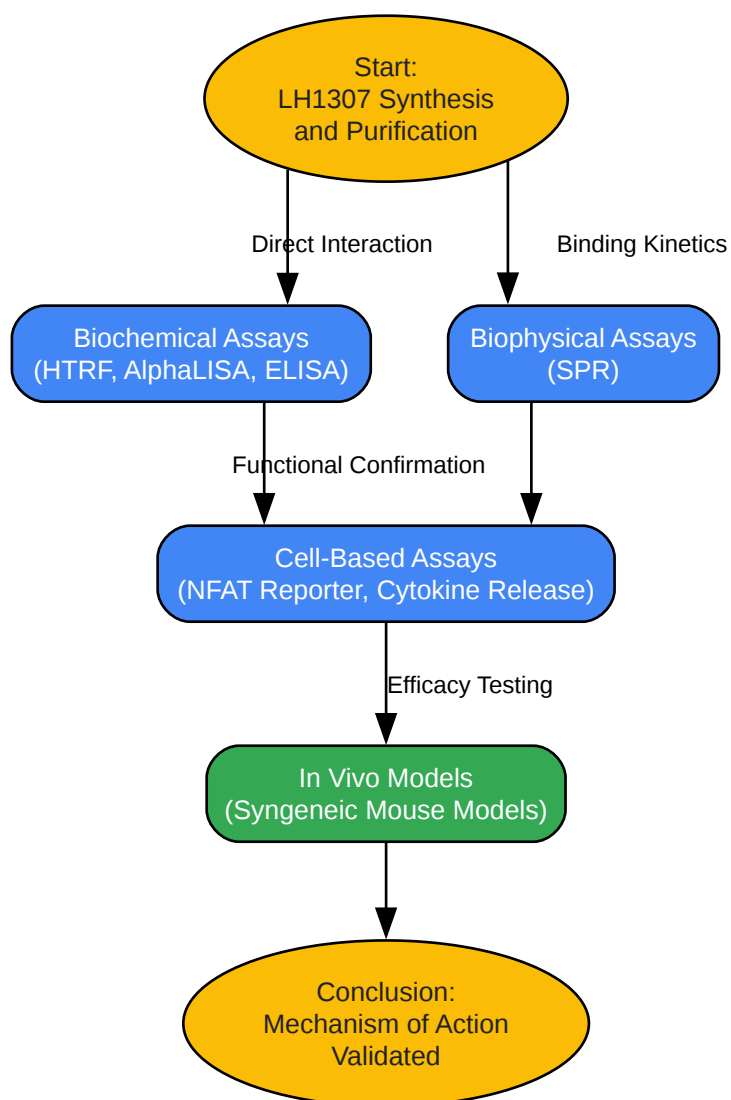 Start:
LH1307 Synthesis
and Purification
Direct Interaction
Binding Kinetics
Biochemical Assays
(HTRF, AlphaLISA, ELISA)
Biophysical Assays
(SPR)
Functional Confirmation
Cell-Based Assays
(NFAT Reporter, Cytokine Release)
Efficacy Testing
In Vivo Models
(Syngeneic Mouse Models)
Conclusion:
Mechanism of Action
Validated